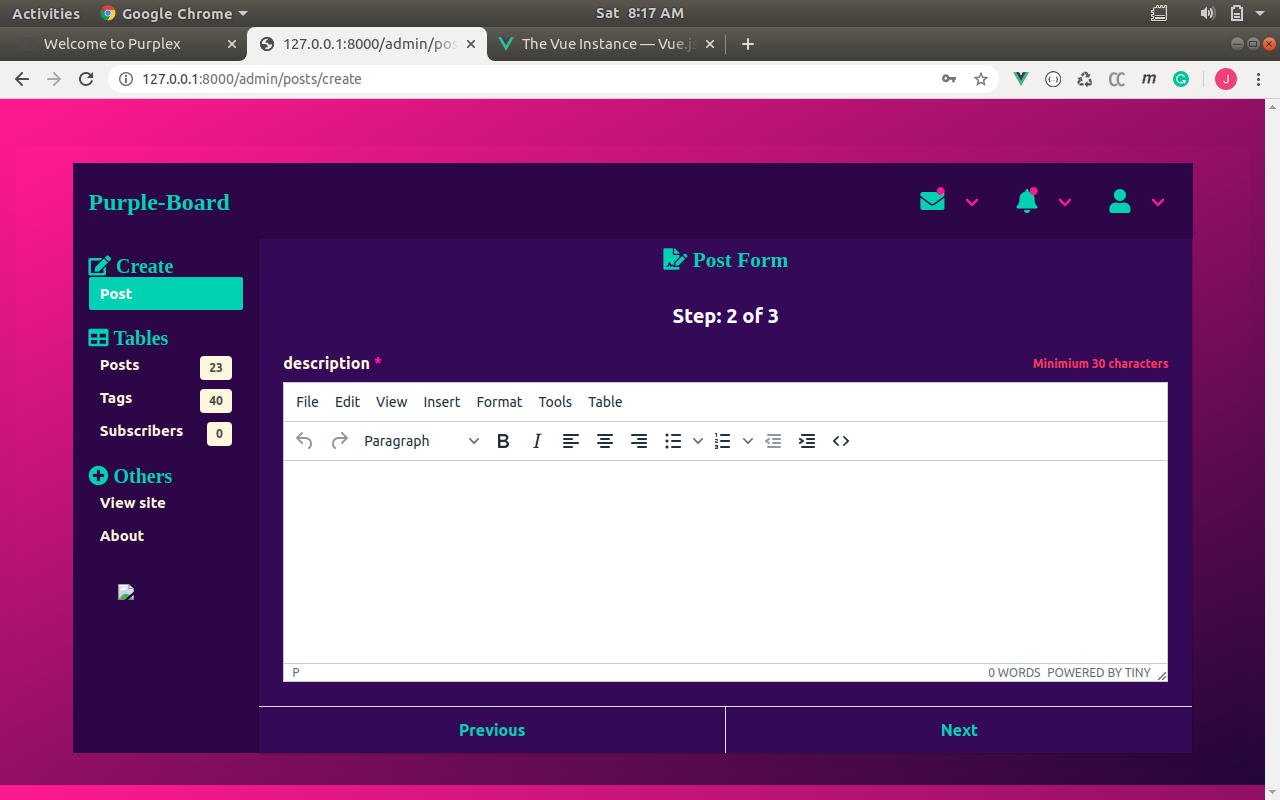 Activities Google Chrome Sat 8:17 AM
Welcome to Purplex 127.0.0.1:8000/admin/pos The Vue Instance — Vue.js
127.0.0.1:8000/admin/posts/create J
Purple-Board
Create
Post
Tables
Posts 23
Tags 40
Subscribers 0
Others
View site
About
Post Form
Step: 2 of 3
description * Minimium 30 characters
File Edit View Insert Format Tools Table
Paragraph B I
P 0 WORDS POWERED BY TINY
Previous Next